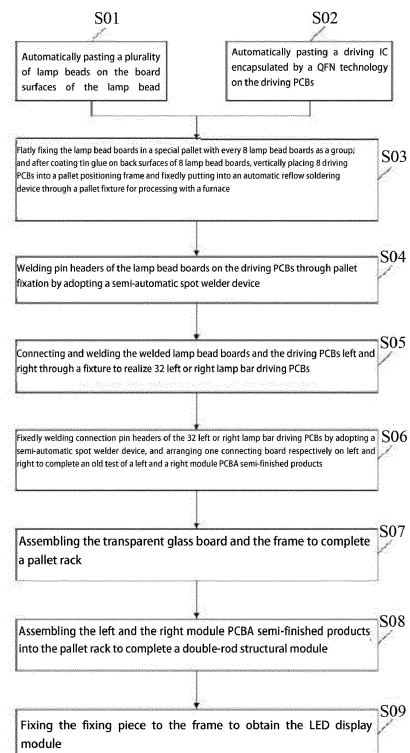 S01
S02
Automatically pasting a plurality
of lamp beads on the board
surfaces of the lamp bead
Automatically pasting a driving IC
encapsulated by a QFN technology
on the driving PCBs
S03
Flatly fixing the lamp bead boards in a special pallet with every 8 lamp bead boards as a group;
and after coating tin glue on back surfaces of 8 lamp bead boards, vertically placing 8 driving
PCBs into a pallet positioning frame and fixedly putting into an automatic reflow soldering
device through a pallet fixture for processing with a furnace
S04
Welding pin headers of the lamp bead boards on the driving PCBs through pallet
fixation by adopting a semi-automatic spot welder device
S05
Connecting and welding the welded lamp bead boards and the driving PCBs left and
right through a fixture to realize 32 left or right lamp bar driving PCBs
S06
Fixedly welding connection pin headers of the 32 left or right lamp bar driving PCBs by adopting a
semi-automatic spot welder device, and arranging one connecting board respectively on left and
right to complete an old test of a left and a right module PCBA semi-finished products
S07
Assembling the transparent glass board and the frame to complete
a pallet rack
S08
Assembling the left and the right module PCBA semi-finished products
into the pallet rack to complete a double-rod structural module
S09
Fixing the fixing piece to the frame to obtain the LED display
module